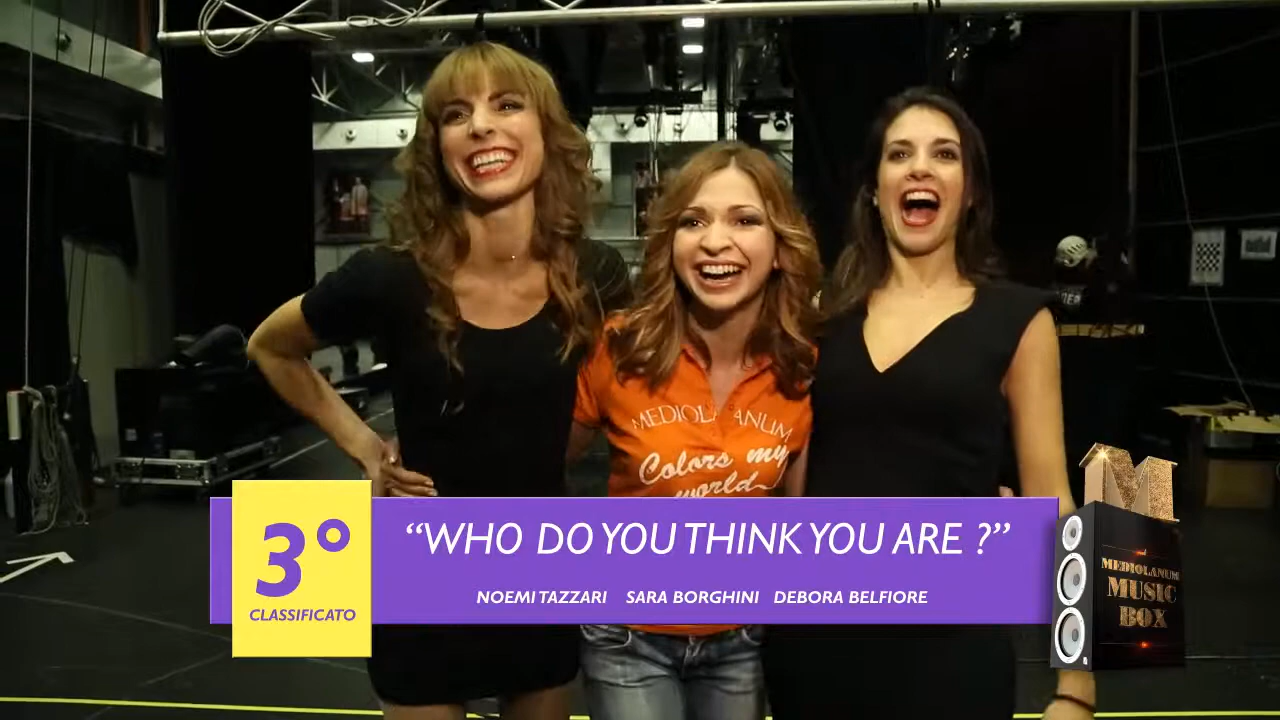 MEDIOLANUM
Colors my
world
3°
CLASSIFICATO
“WHO DO YOU THINK YOU ARE ?”
NOEMI TAZZARI SARA BORGHINI DEBORA BELFIORE
M
MEDIOLANUM
MUSIC
BOX